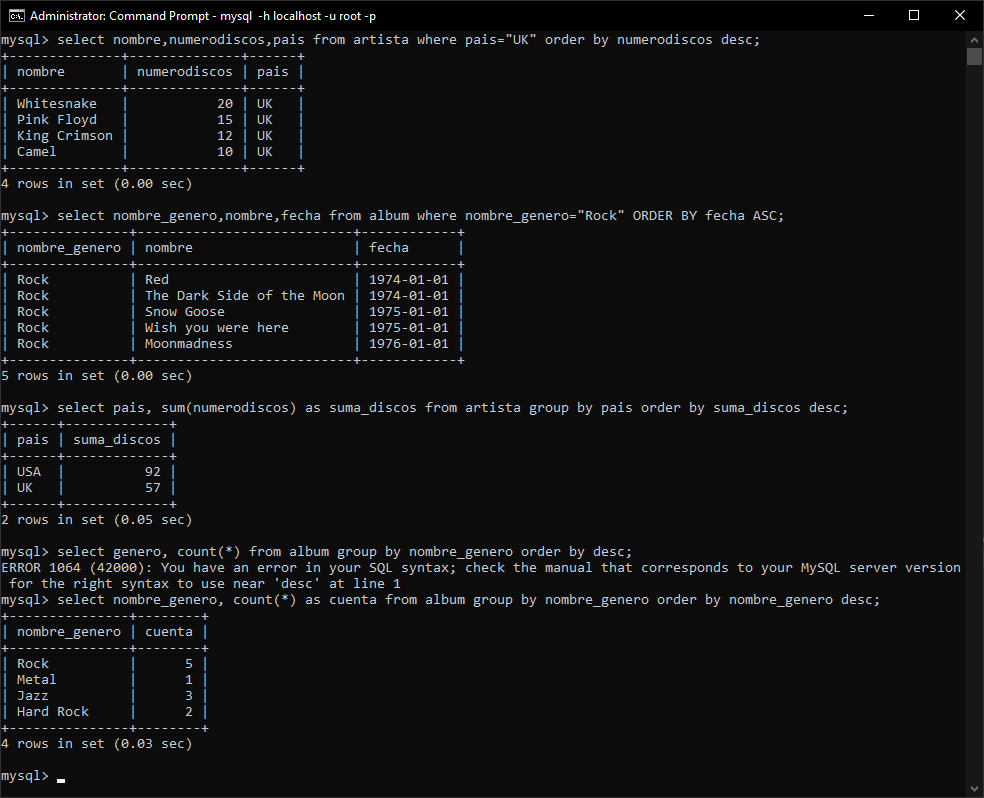 Administrator: Command Prompt - mysql  -h localhost -u root -p
mysql> select nombre,numerodiscos,pais from artista where pais="UK" order by numerodiscos desc;
+--------------+--------------+------+
| nombre       | numerodiscos | pais |
+--------------+--------------+------+
| Whitesnake   |           20 | UK   |
| Pink Floyd   |           15 | UK   |
| King Crimson |           12 | UK   |
| Camel        |           10 | UK   |
+--------------+--------------+------+
4 rows in set (0.00 sec)
mysql> select nombre_genero,nombre,fecha from album where nombre_genero="Rock" ORDER BY fecha ASC;
+---------------+---------------------------+------------+
| nombre_genero | nombre                    | fecha      |
+---------------+---------------------------+------------+
| Rock          | Red                       | 1974-01-01 |
| Rock          | The Dark Side of the Moon | 1974-01-01 |
| Rock          | Snow Goose                | 1975-01-01 |
| Rock          | Wish you were here        | 1975-01-01 |
| Rock          | Moonmadness               | 1976-01-01 |
+---------------+---------------------------+------------+
5 rows in set (0.00 sec)
mysql> select pais, sum(numerodiscos) as suma_discos from artista group by pais order by suma_discos desc;
+------+-------------+
| pais | suma_discos |
+------+-------------+
| USA  |          92 |
| UK   |          57 |
+------+-------------+
2 rows in set (0.05 sec)
mysql> select genero, count(*) from album group by nombre_genero order by desc;
ERROR 1064 (42000): You have an error in your SQL syntax; check the manual that corresponds to your MySQL server version
 for the right syntax to use near 'desc' at line 1
mysql> select nombre_genero, count(*) as cuenta from album group by nombre_genero order by nombre_genero desc;
+---------------+--------+
| nombre_genero | cuenta |
+---------------+--------+
| Rock          |      5 |
| Metal         |      1 |
| Jazz          |      3 |
| Hard Rock     |      2 |
+---------------+--------+
4 rows in set (0.03 sec)
mysql> _